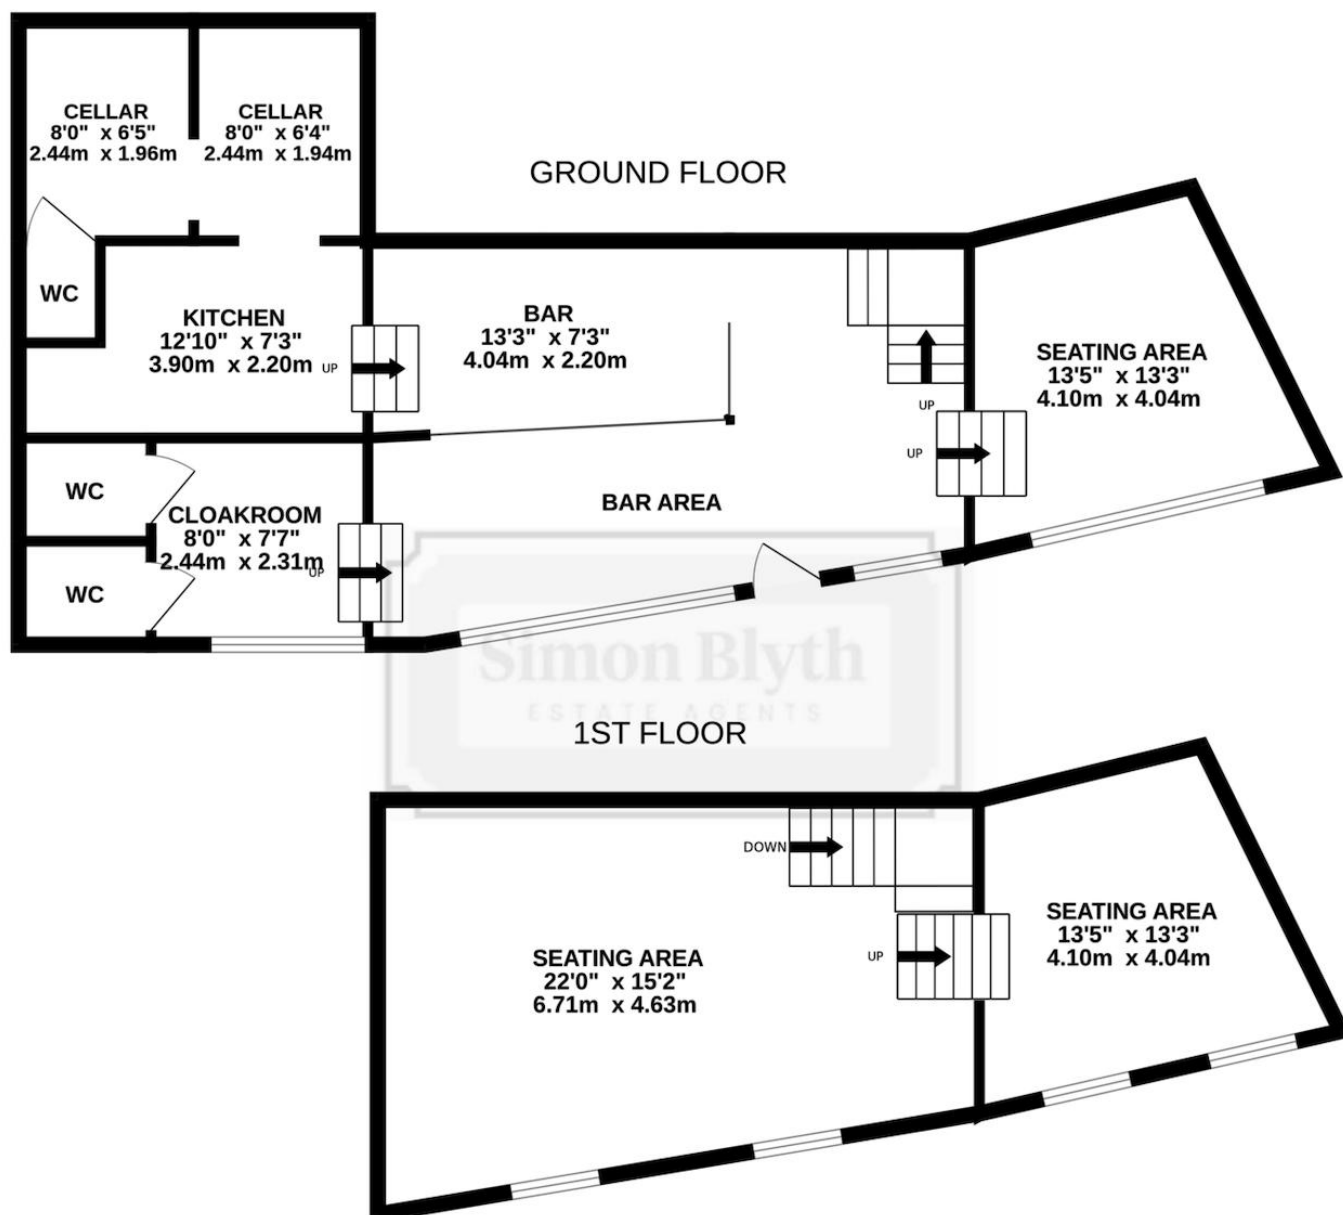 CELLAR
8'0" x 6'5"
2.44m x 1.96m
CELLAR
8'0" x 6'4"
2.44m x 1.94m
GROUND FLOOR
WC
KITCHEN
12'10" x 7'3"
3.90m x 2.20m
UP
BAR
13'3" x 7'3"
4.04m x 2.20m
UP
SEATING AREA
13'5" x 13'3"
4.10m x 4.04m
UP
WC
CLOAKROOM
8'0" x 7'7"
2.44m x 2.31m
UP
WC
BAR AREA
Simon Blyth
ESTATE AGENTS
1ST FLOOR
DOWN
UP
SEATING AREA
22'0" x 15'2"
6.71m x 4.63m
SEATING AREA
13'5" x 13'3"
4.10m x 4.04m